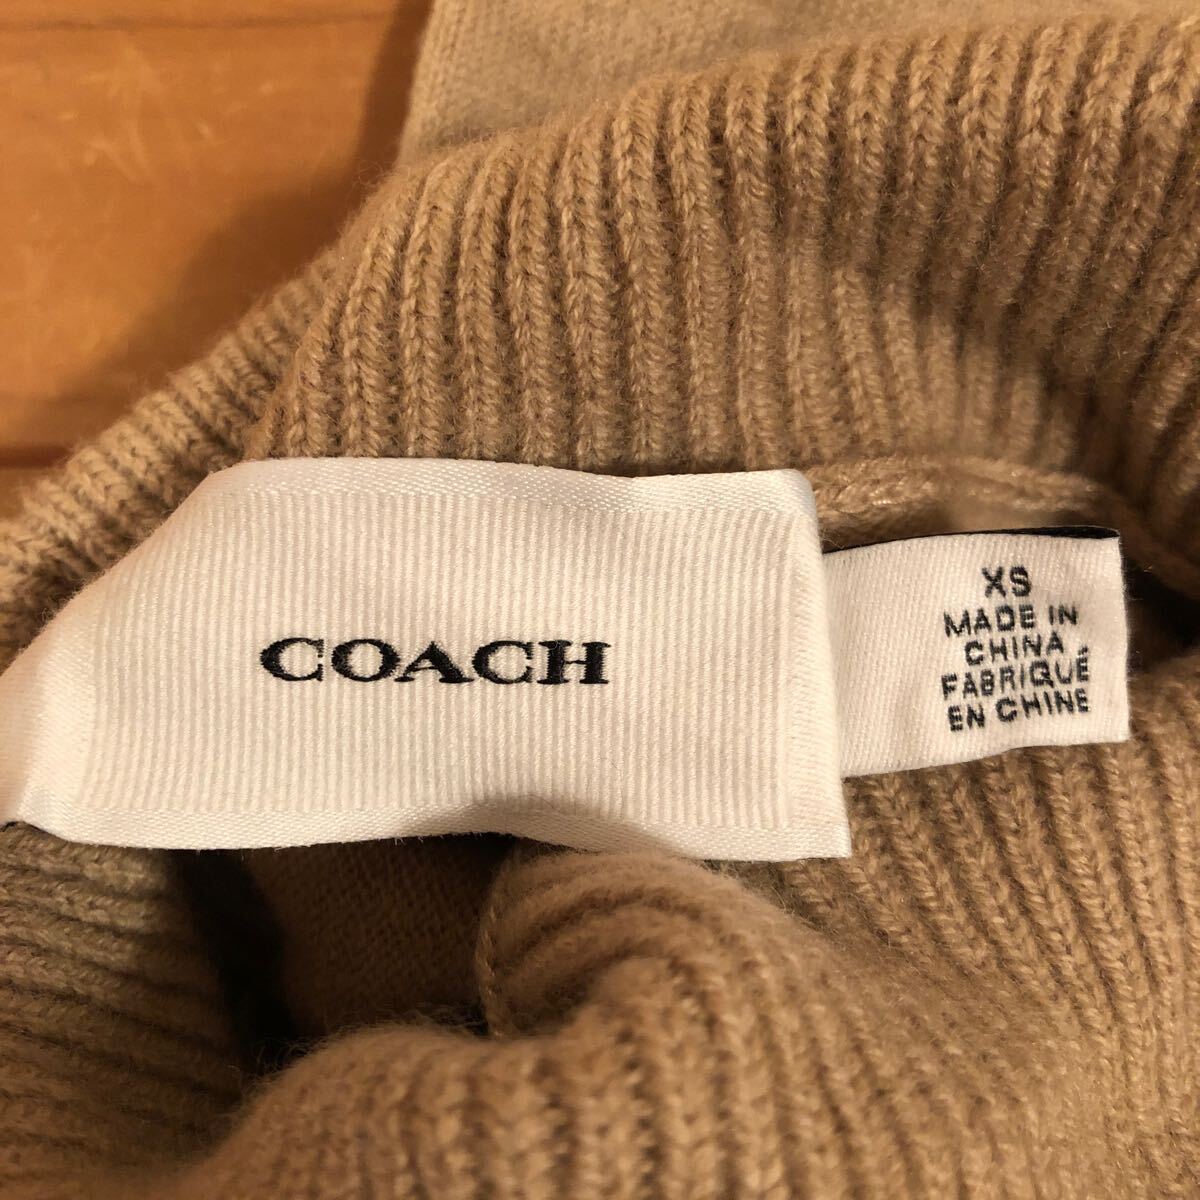 COACH
XS
MADE IN
CHINA
FABRIQUÉ
EN CHINE